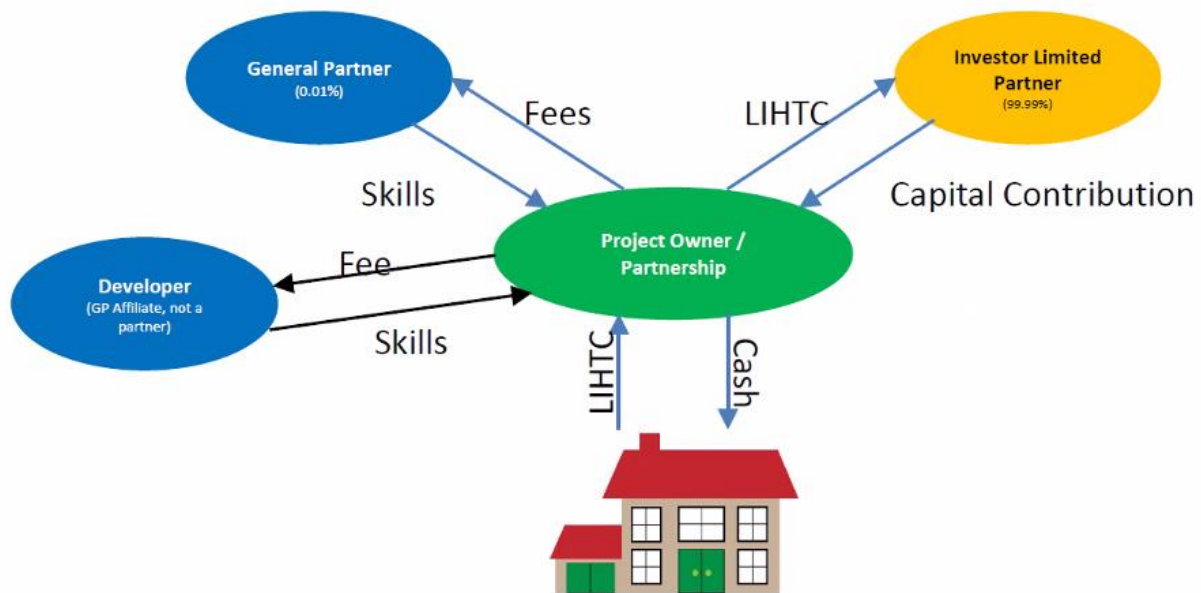 General Partner
(0.01%)
Investor Limited
Partner
(99.99%)
Fees
LIHTC
Skills
Capital Contribution
Project Owner /
Partnership
Fee
Developer
(GP Affiliate, not a
partner)
Skills
LIHTC
Cash